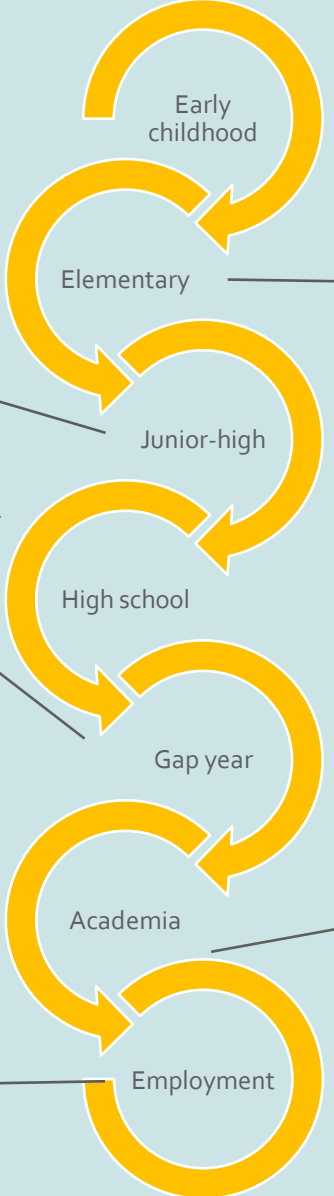 Early
childhood
Elementary
Junior-high
High school
Gap year
Academia
Employment